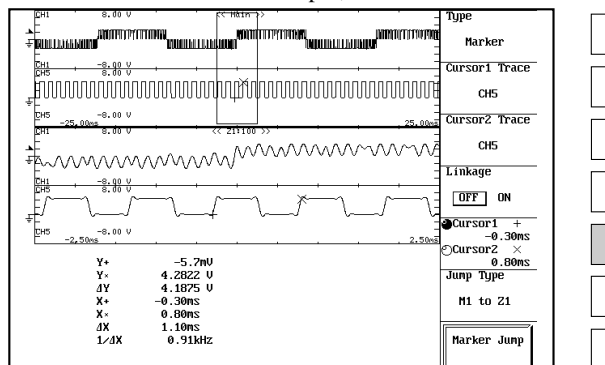 CH1 8.00 V << Main >>
CH1 -8.00 V
CH5 8.00 V
CH5 -8.00 V
-25.00ms 25.00ms
CH1 8.00 V << Z1:100 >>
CH1 -8.00 V
CH5 8.00 V
CH5 -8.00 V
-2.50ms 2.50ms
Y+ -5.7mV
Y× 4.2822 V
ΔY 4.1875 V
X+ -0.30ms
X× 0.80ms
ΔX 1.10ms
1/ΔX 0.91kHz
Type
Marker
Cursor1 Trace
CH5
Cursor2 Trace
CH5
Linkage
OFF ON
Cursor1 +
-0.30ms
Cursor2 ×
0.80ms
Jump Type
M1 to Z1
Marker Jump